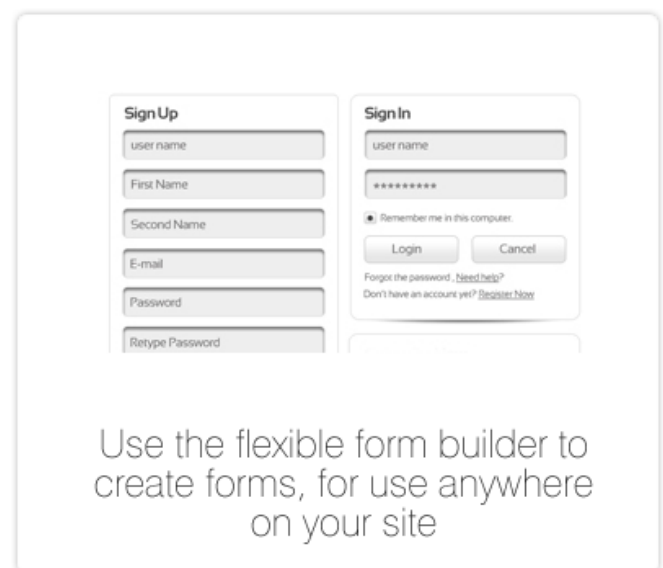 Sign Up
user name
First Name
Second Name
E-mail
Password
Retype Password
Sign In
user name
*********
Remember me in this computer.
Login
Cancel
Forgot the password , Need help?
Don't have an account yet? Register Now
Use the flexible form builder to
create forms, for use anywhere
on your site